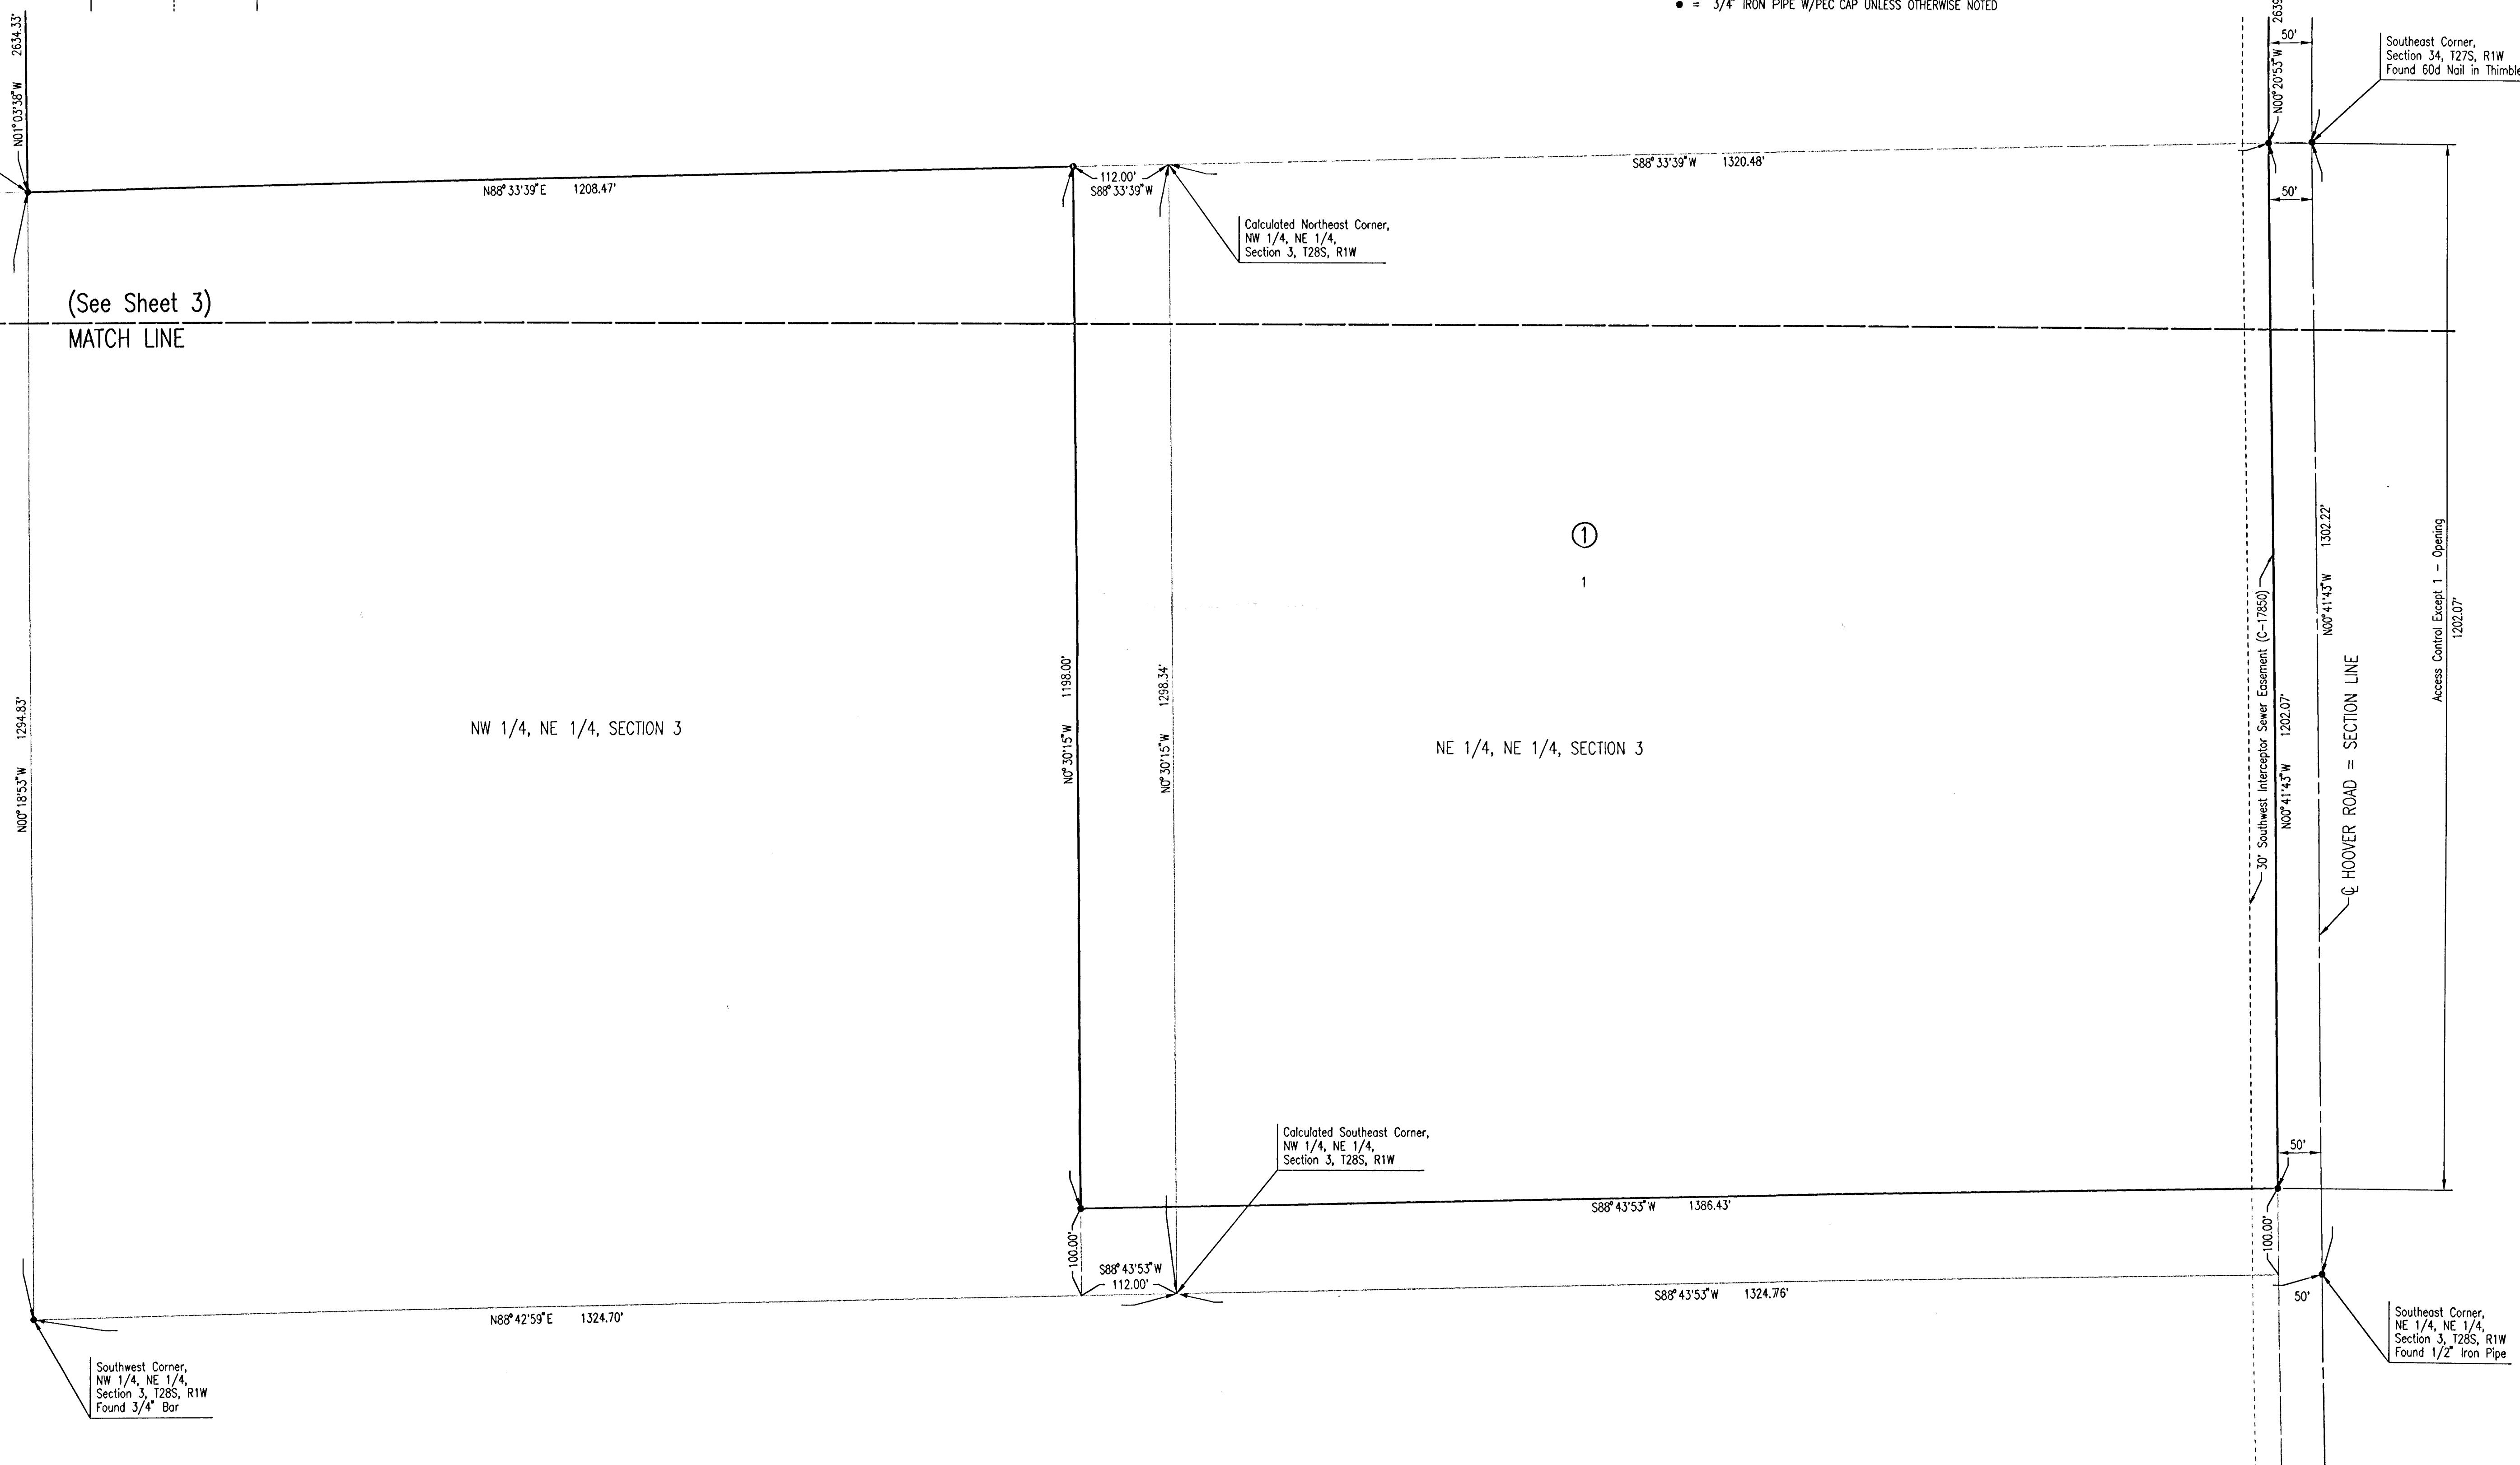 ● = 3/4" IRON PIPE W/PEC CAP UNLESS OTHERWISE NOTED
N01°03'38"W 2634.33'
N00°20'53"W 2639
50'
Southeast Corner,
Section 34, T27S, R1W
Found 60d Nail in Thimble
N88°33'39"E 1208.47'
112.00'
S88°33'39"W
S88°33'39"W 1320.48'
50'
Calculated Northeast Corner,
NW 1/4, NE 1/4,
Section 3, T28S, R1W
(See Sheet 3)
MATCH LINE
1
1
N00°18'53"W 1294.83'
NW 1/4, NE 1/4, SECTION 3
N0°30'15"W 1198.00'
N0°30'15"W 1298.34'
NE 1/4, NE 1/4, SECTION 3
30' Southwest Interceptor Sewer Easement (C-17850)
N00°41'43"W 1202.07'
N00°41'43"W 1302.22'
℄ HOOVER ROAD = SECTION LINE
Access Control Except 1 - Opening
1202.07'
Calculated Southeast Corner,
NW 1/4, NE 1/4,
Section 3, T28S, R1W
50'
S88°43'53"W 1386.43'
100.00'
100.00'
S88°43'53"W
112.00'
S88°43'53"W 1324.76'
50'
N88°42'59"E 1324.70'
Southwest Corner,
NW 1/4, NE 1/4,
Section 3, T28S, R1W
Found 3/4" Bar
Southeast Corner,
NE 1/4, NE 1/4,
Section 3, T28S, R1W
Found 1/2" Iron Pipe